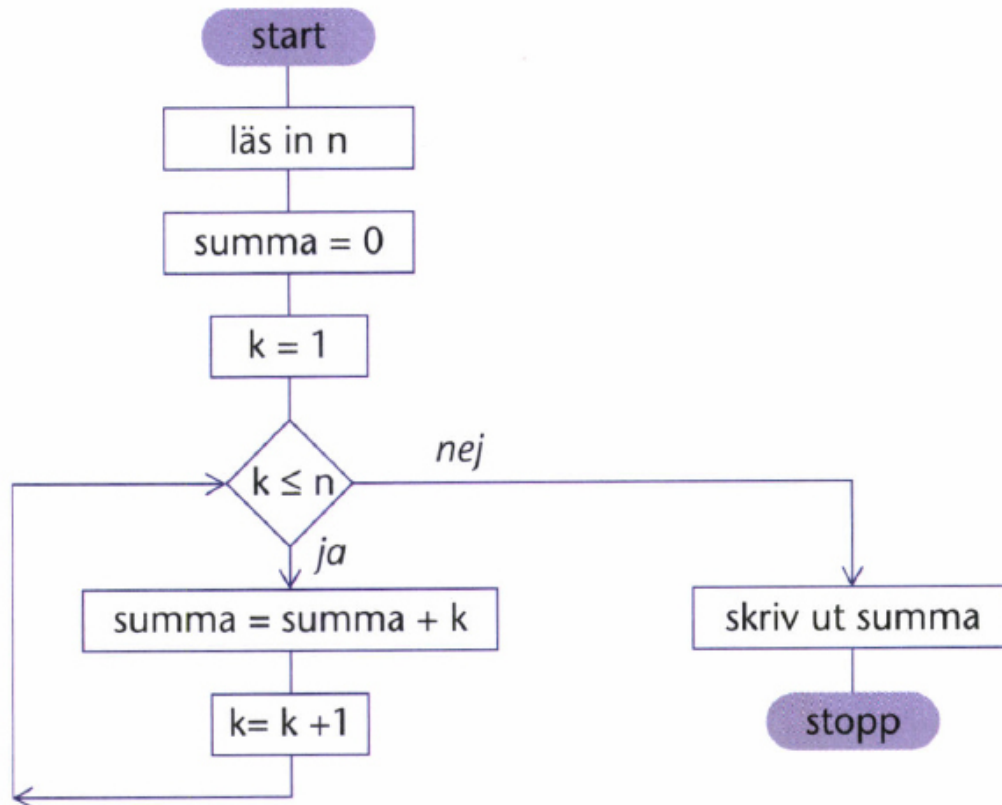 start
läs in n
summa = 0
k = 1
k ≤ n
nej
ja
summa = summa + k
k= k +1
skriv ut summa
stopp